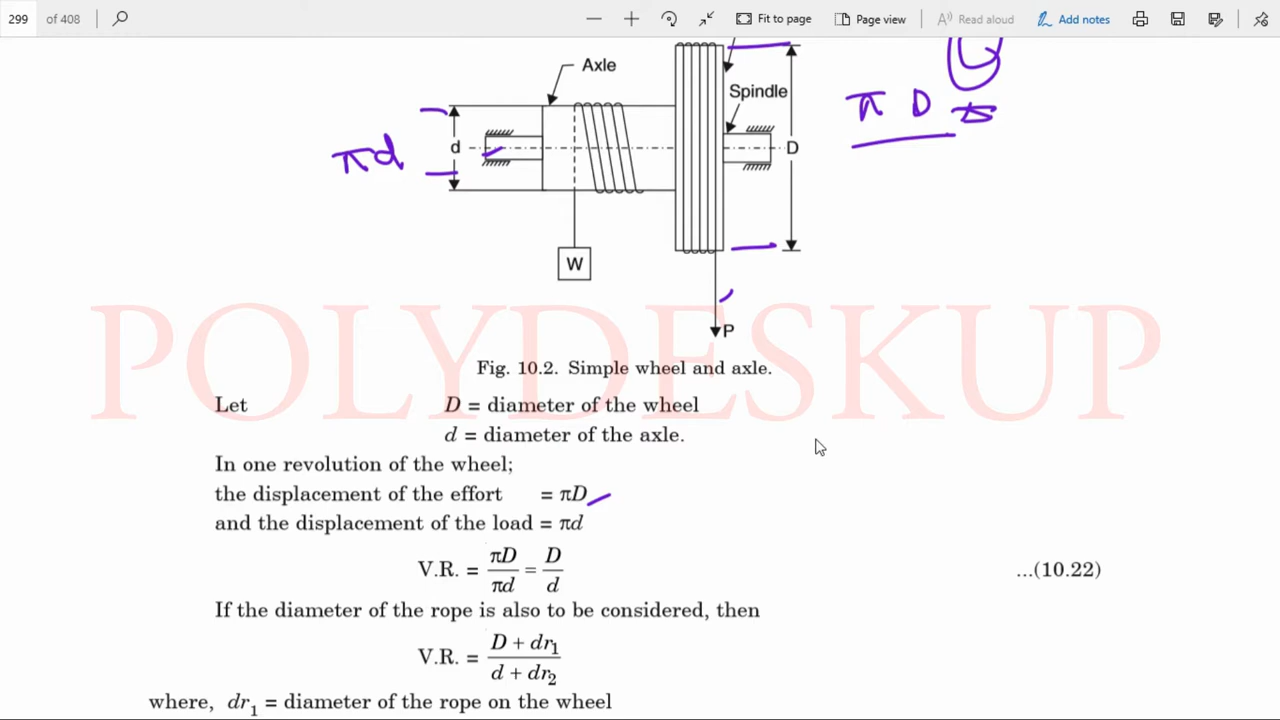 299 of 408 Fit to page Page view Read aloud Add notes
Axle
Spindle
π D
πd
d
D
W
P
POLYDESKUP
Fig. 10.2. Simple wheel and axle.
Let D = diameter of the wheel
d = diameter of the axle.
In one revolution of the wheel;
the displacement of the effort = πD
and the displacement of the load = πd
V.R. = πD/πd = D/d ...(10.22)
If the diameter of the rope is also to be considered, then
V.R. = D + dr₁/d + dr₂
where, dr₁ = diameter of the rope on the wheel